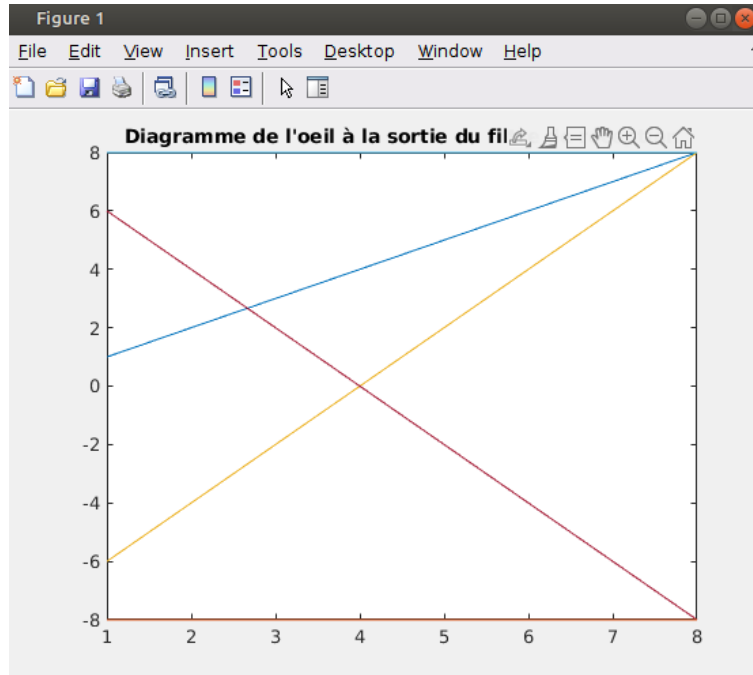 Figure 1
File Edit View Insert Tools Desktop Window Help
Diagramme de l'oeil à la sortie du fil
8
6
4
2
0
-2
-4
-6
-8
1 2 3 4 5 6 7 8